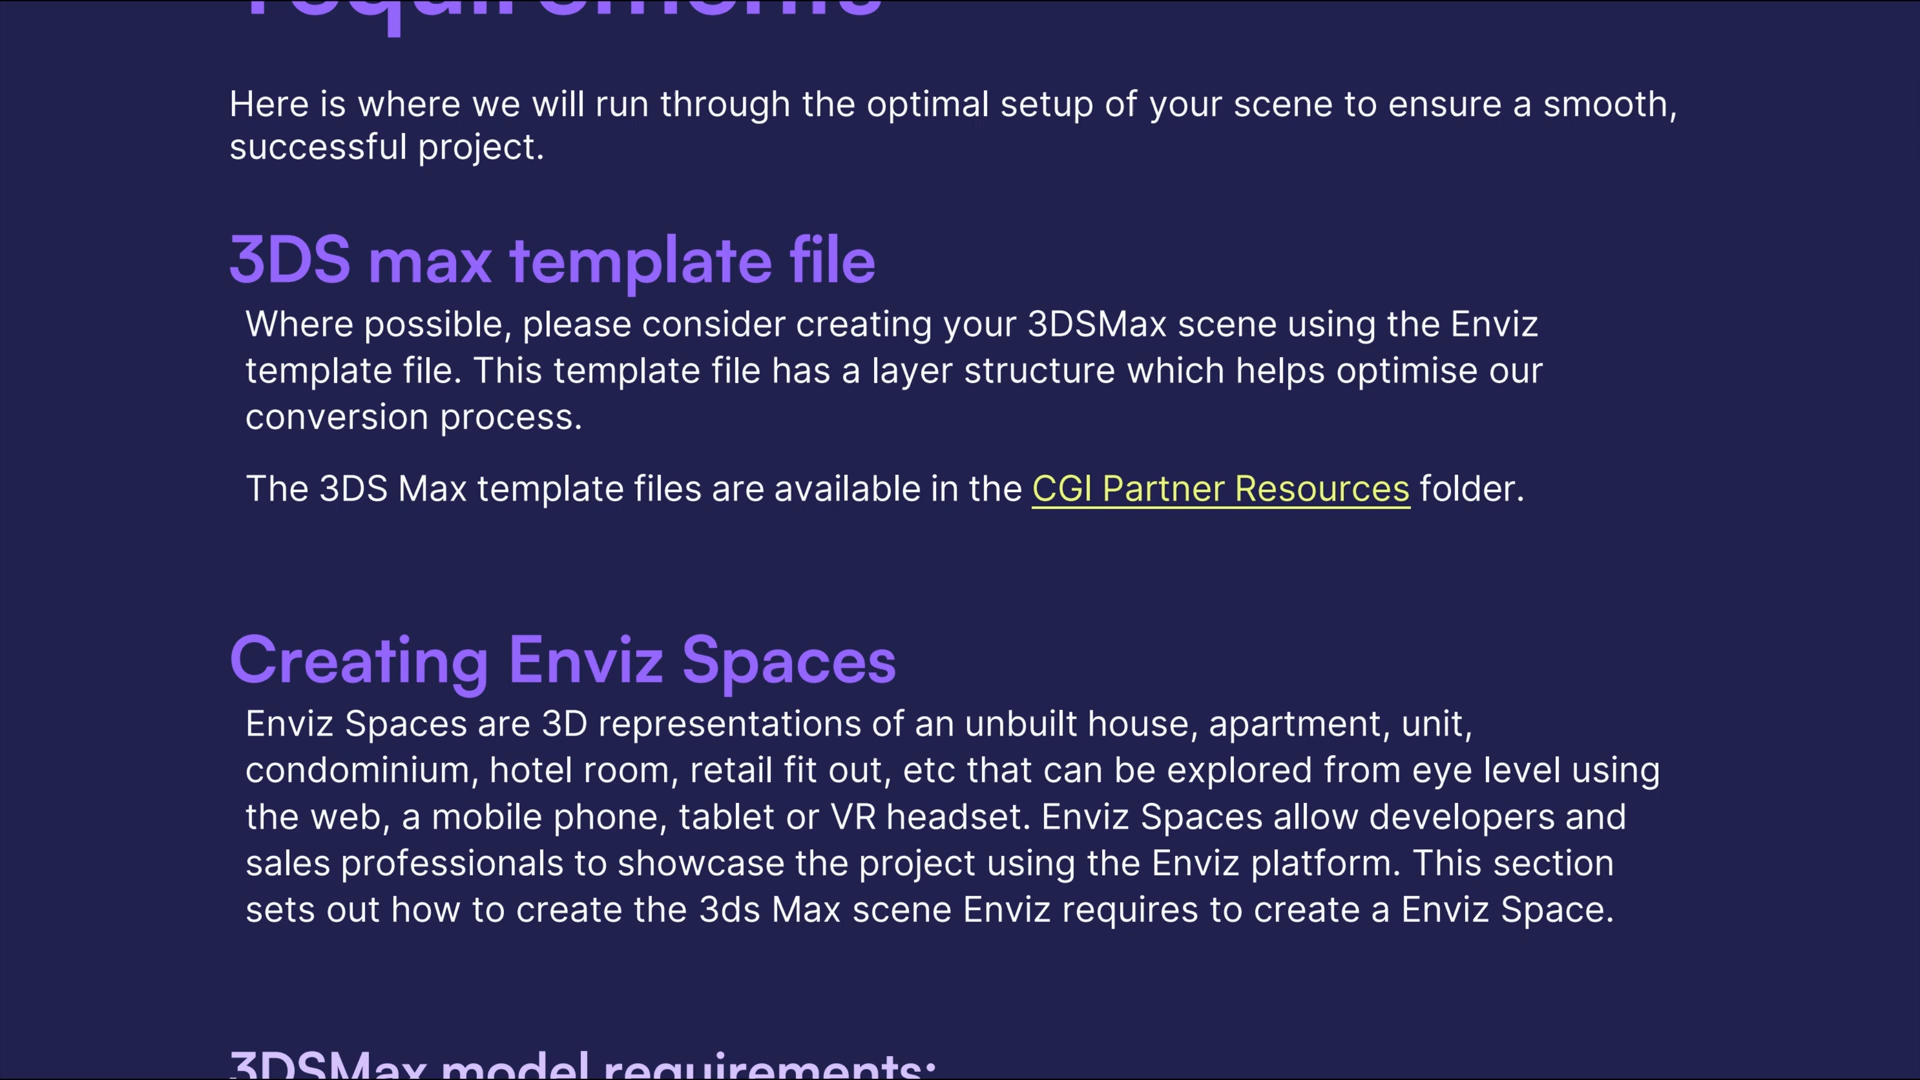 requirements
Here is where we will run through the optimal setup of your scene to ensure a smooth,
successful project.
3DS max template file
Where possible, please consider creating your 3DSMax scene using the Enviz
template file. This template file has a layer structure which helps optimise our
conversion process.
The 3DS Max template files are available in the CGI Partner Resources folder.
Creating Enviz Spaces
Enviz Spaces are 3D representations of an unbuilt house, apartment, unit,
condominium, hotel room, retail fit out, etc that can be explored from eye level using
the web, a mobile phone, tablet or VR headset. Enviz Spaces allow developers and
sales professionals to showcase the project using the Enviz platform. This section
sets out how to create the 3ds Max scene Enviz requires to create a Enviz Space.
3DSMax model requirements: